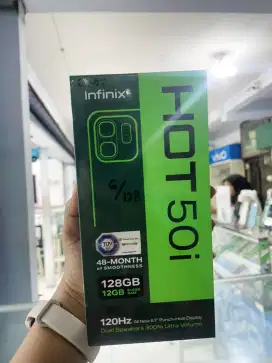 infinix
HOT 50i
6/128
48-MONTH
OF SMOOTHNESS
128GB
12GB
120Hz
Dual Speakers 300% Ultra Volume
vivo